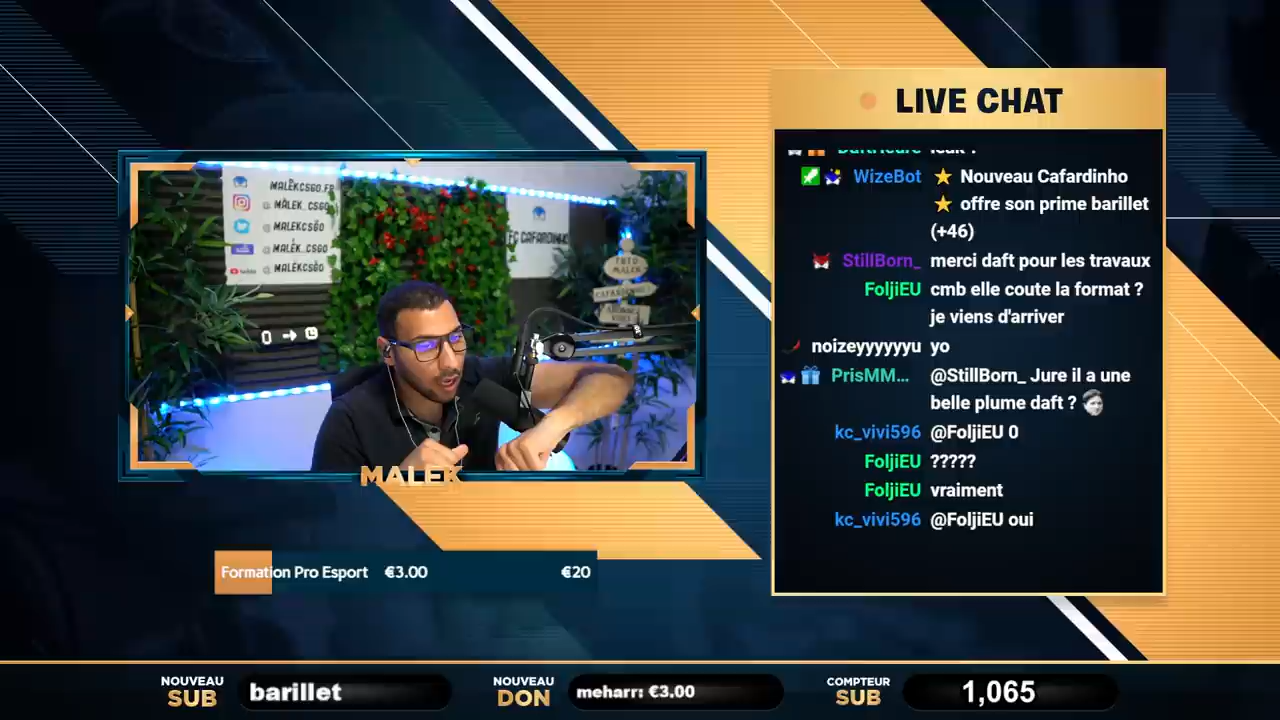 LIVE CHAT
WizeBot ⭐ Nouveau Cafardinho
⭐ offre son prime barillet
(+46)
StillBorn_ merci daft pour les travaux
FoljiEU cmb elle coute la format ?
je viens d'arriver
noizeyyyyyyu yo
PrisMM... @StillBorn_ Jure il a une
belle plume daft ?
kc_vivi596 @FoljiEU 0
FoljiEU ?????
FoljiEU vraiment
kc_vivi596 @FoljiEU oui
MALEKCSGO.FR
@MALEK_CSGO
@MALEKCSGO
@MALEK_CSGO
@MALEKCSGO
TUTO
MALEK
MALEK
Formation Pro Esport €3.00 €20
NOUVEAU
SUB
barillet
NOUVEAU
DON
meharr: €3.00
COMPTEUR
SUB
1,065